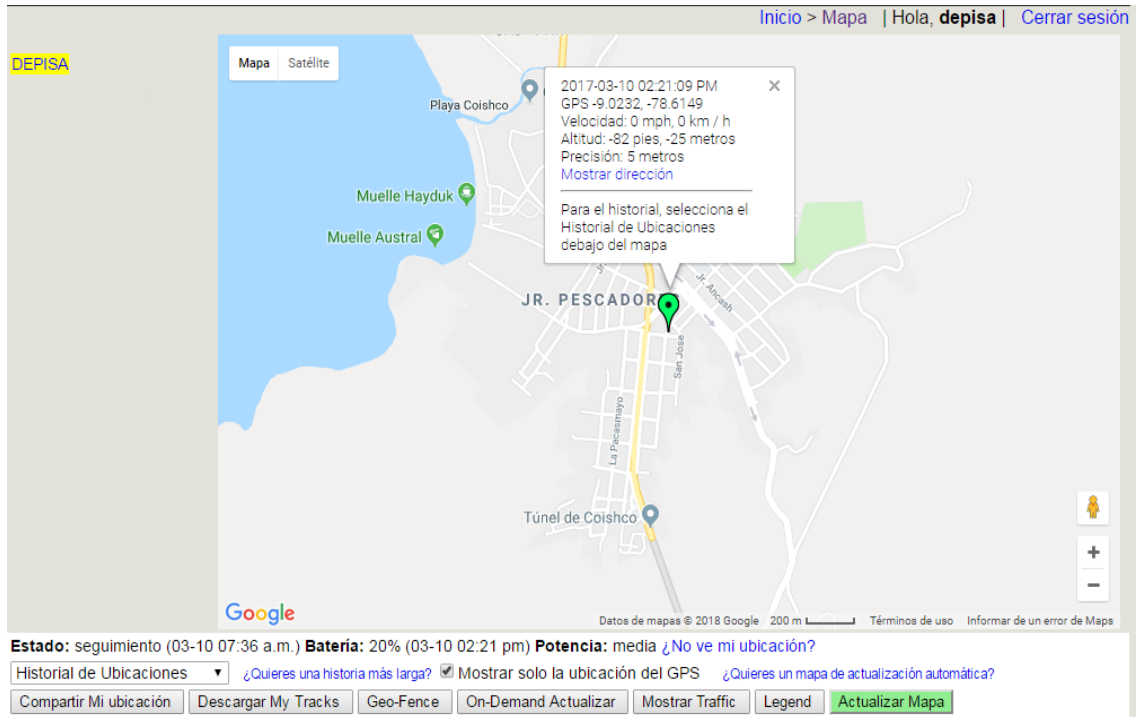 Inicio > Mapa | Hola, depisa | Cerrar sesión
DEPISA
Mapa Satélite
Playa Coishco
2017-03-10 02:21:09 PM
GPS -9.0232, -78.6149
Velocidad: 0 mph, 0 km / h
Altitud: -82 pies, -25 metros
Precisión: 5 metros
Mostrar dirección
Para el historial, selecciona el
Historial de Ubicaciones
debajo del mapa
Muelle Hayduk
Muelle Austral
JR. PESCADORE
Jr. Ancash
San Jose
La Pacasmayo
Túnel de Coishco
Google
Datos de mapas © 2018 Google 200 m Términos de uso Informar de un error de Maps
Estado: seguimiento (03-10 07:36 a.m.) Batería: 20% (03-10 02:21 pm) Potencia: media ¿No ve mi ubicación?
Historial de Ubicaciones ¿Quieres una historia más larga? Mostrar solo la ubicación del GPS ¿Quieres un mapa de actualización automática?
Compartir Mi ubicación Descargar My Tracks Geo-Fence On-Demand Actualizar Mostrar Traffic Legend Actualizar Mapa